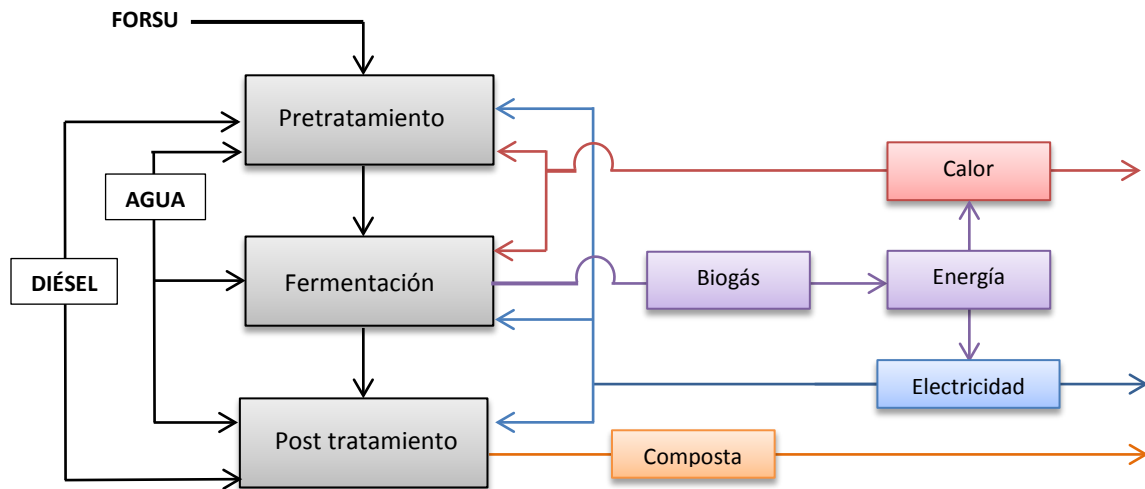 FORSU
Pretratamiento
Calor
AGUA
DIÉSEL
Fermentación
Biogás
Energía
Electricidad
Post tratamiento
Composta